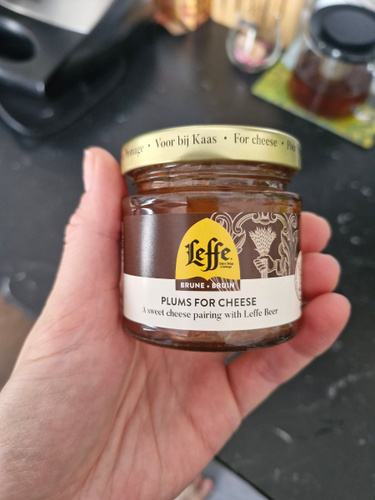 Voor bij Kaas • For cheese •
Leffe
BRUNE • BRUIN
PLUMS FOR CHEESE
A sweet cheese pairing with Leffe Beer